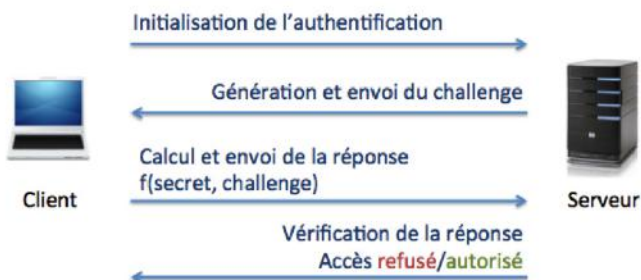 Initialisation de l'authentification
Génération et envoi du challenge
Calcul et envoi de la réponse
f(secret, challenge)
Client
Serveur
Vérification de la réponse
Accès refusé/autorisé